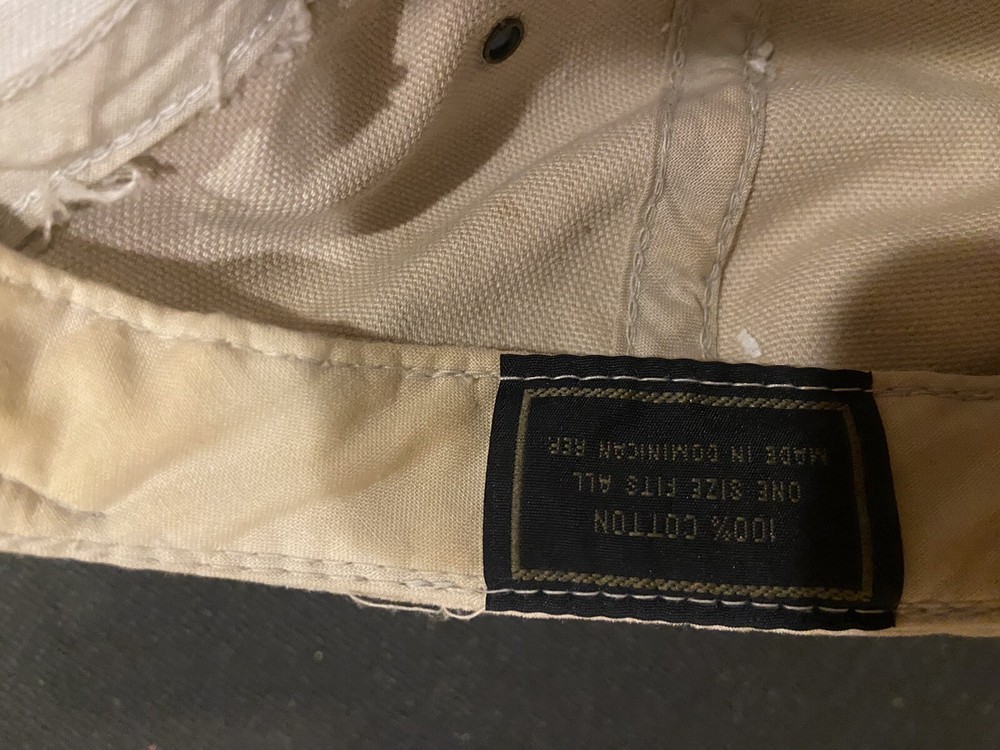 100% COTTON
ONE SIZE FITS ALL
MADE IN DOMINICAN REP.